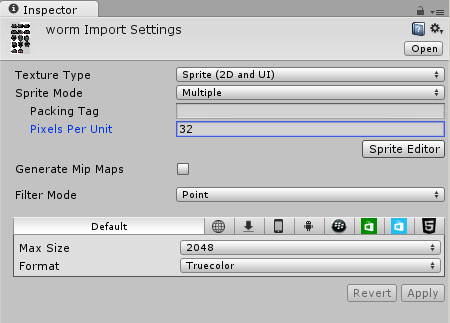 Inspector
worm Import Settings
Open
Texture Type Sprite (2D and UI)
Sprite Mode Multiple
Packing Tag
Pixels Per Unit 32
Sprite Editor
Generate Mip Maps
Filter Mode Point
Default
Max Size 2048
Format Truecolor
Revert Apply